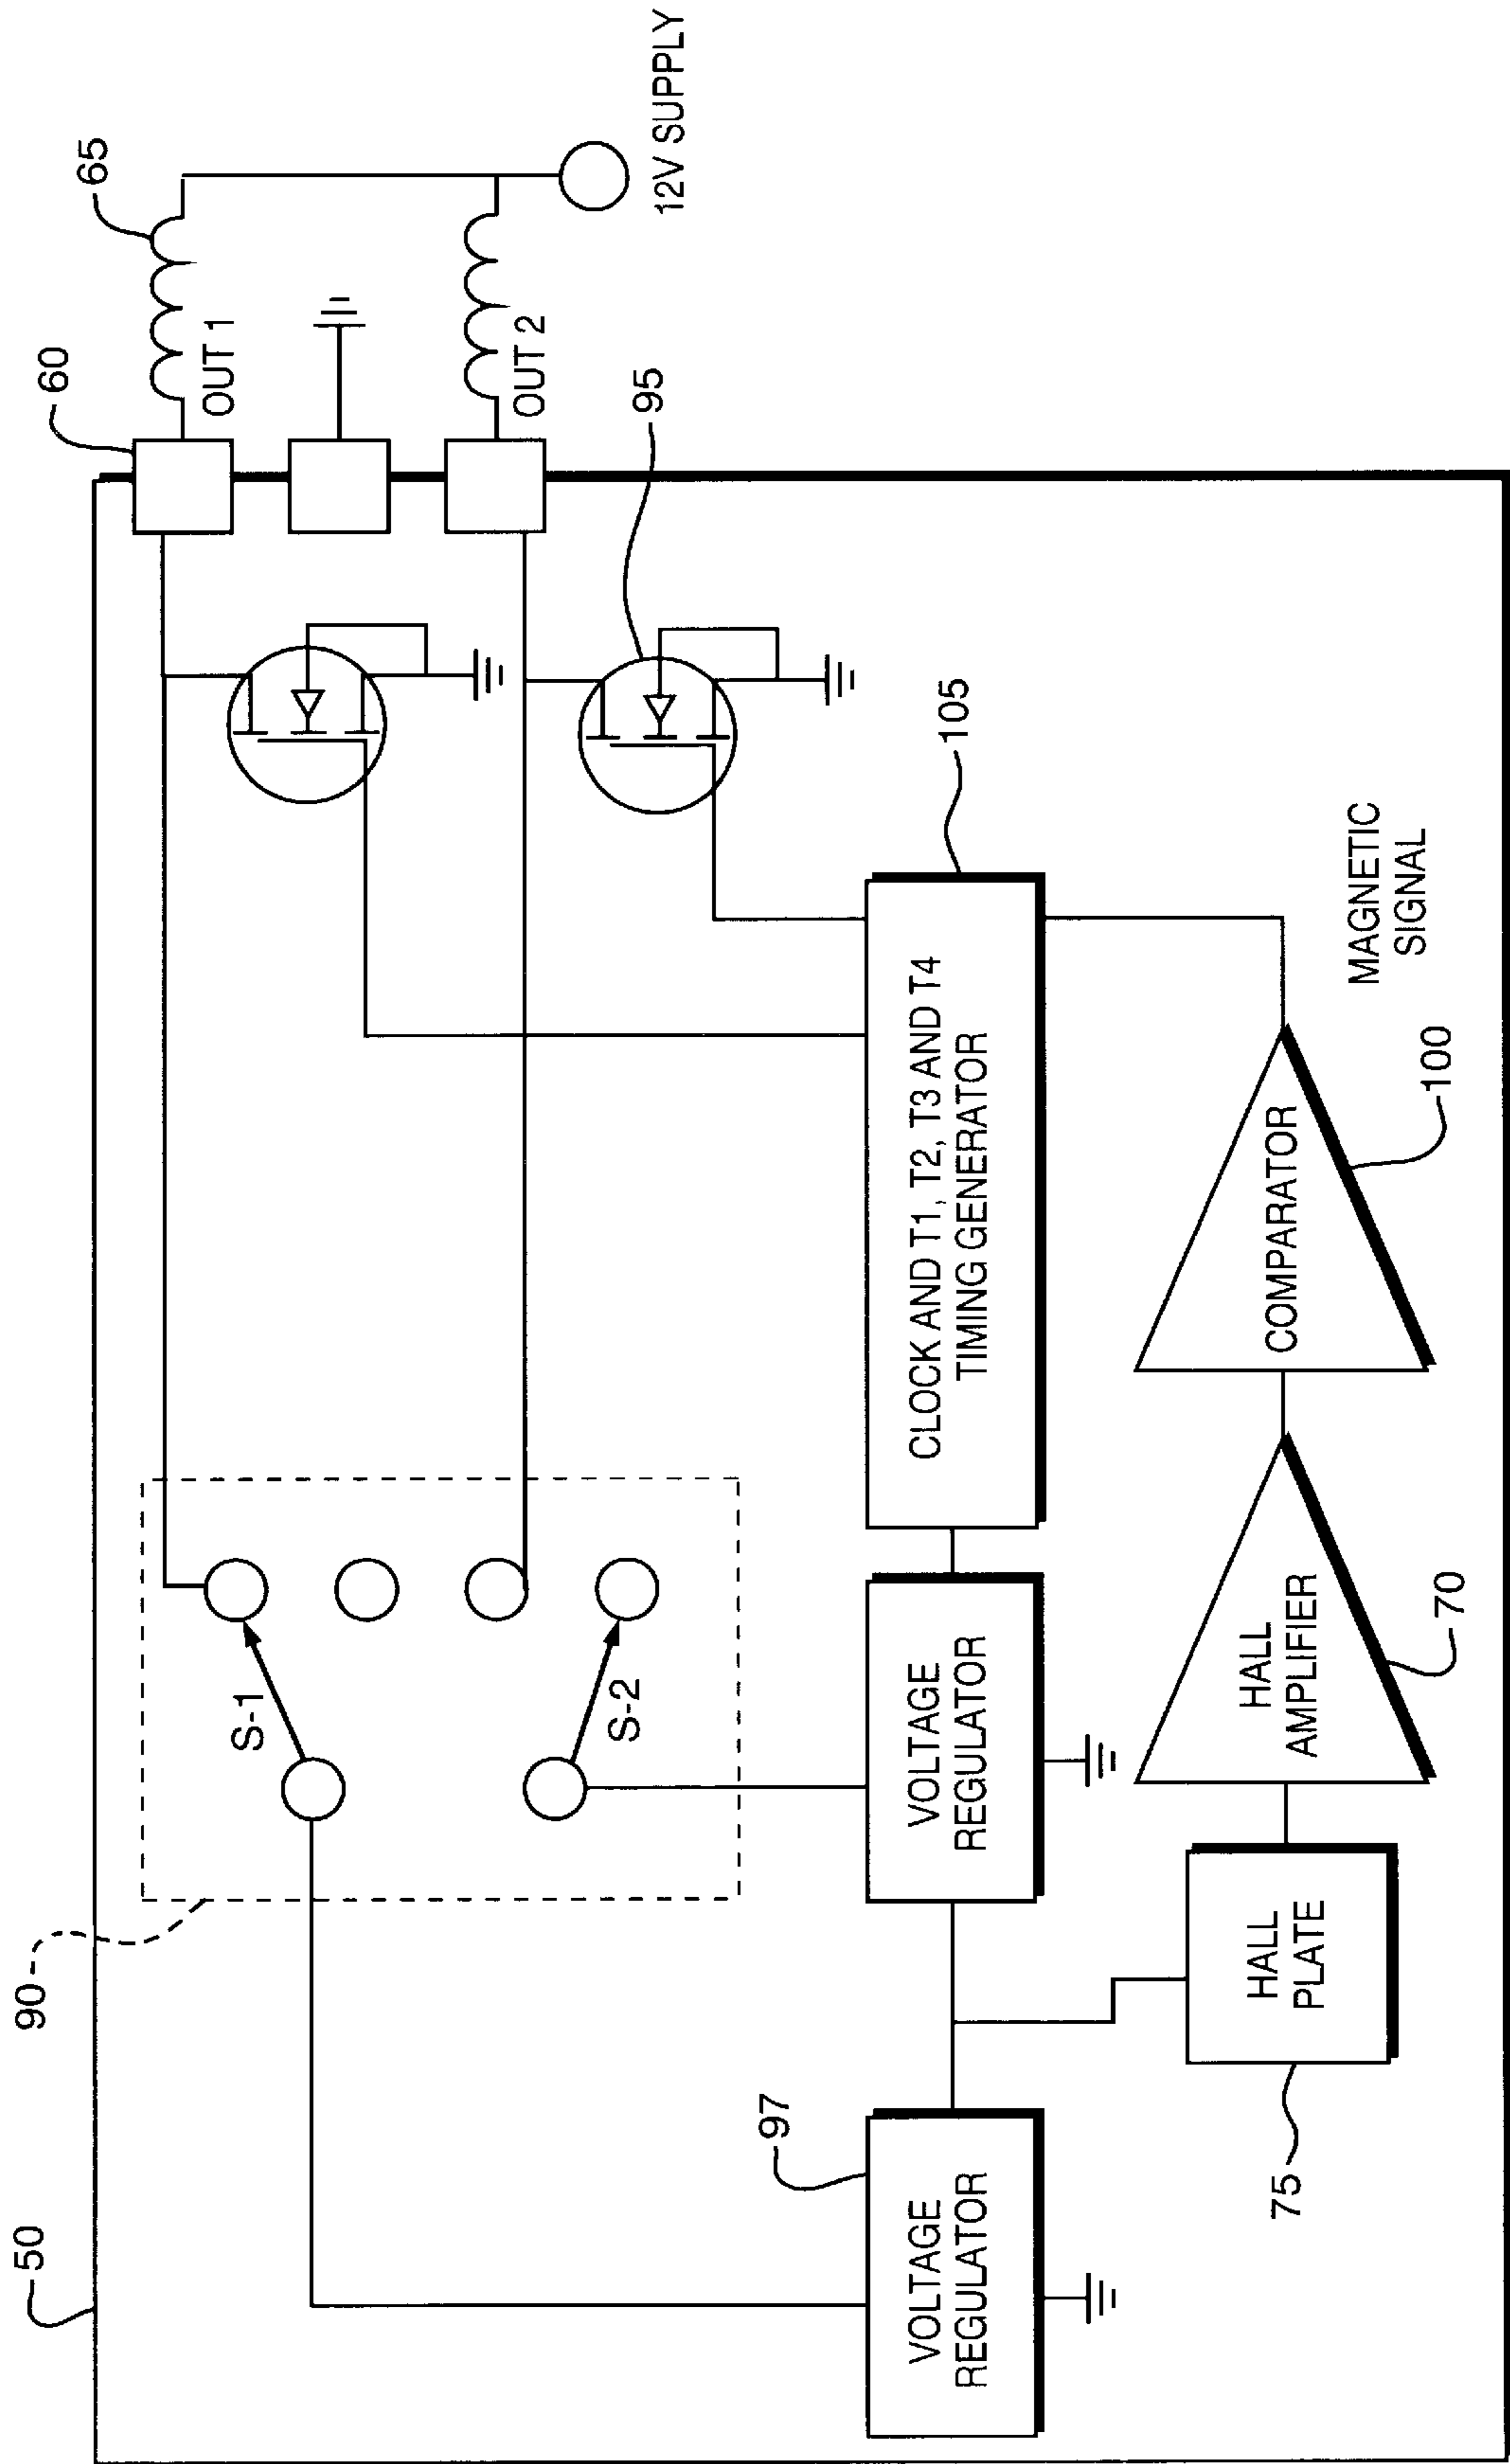 50
90
60
65
OUT 1
OUT 2
12V SUPPLY
S-1
S-2
95
97
VOLTAGE
REGULATOR
VOLTAGE
REGULATOR
CLOCK AND T1, T2, T3 AND T4
TIMING GENERATOR
105
HALL
PLATE
75
HALL
AMPLIFIER
70
COMPARATOR
100
MAGNETIC
SIGNAL